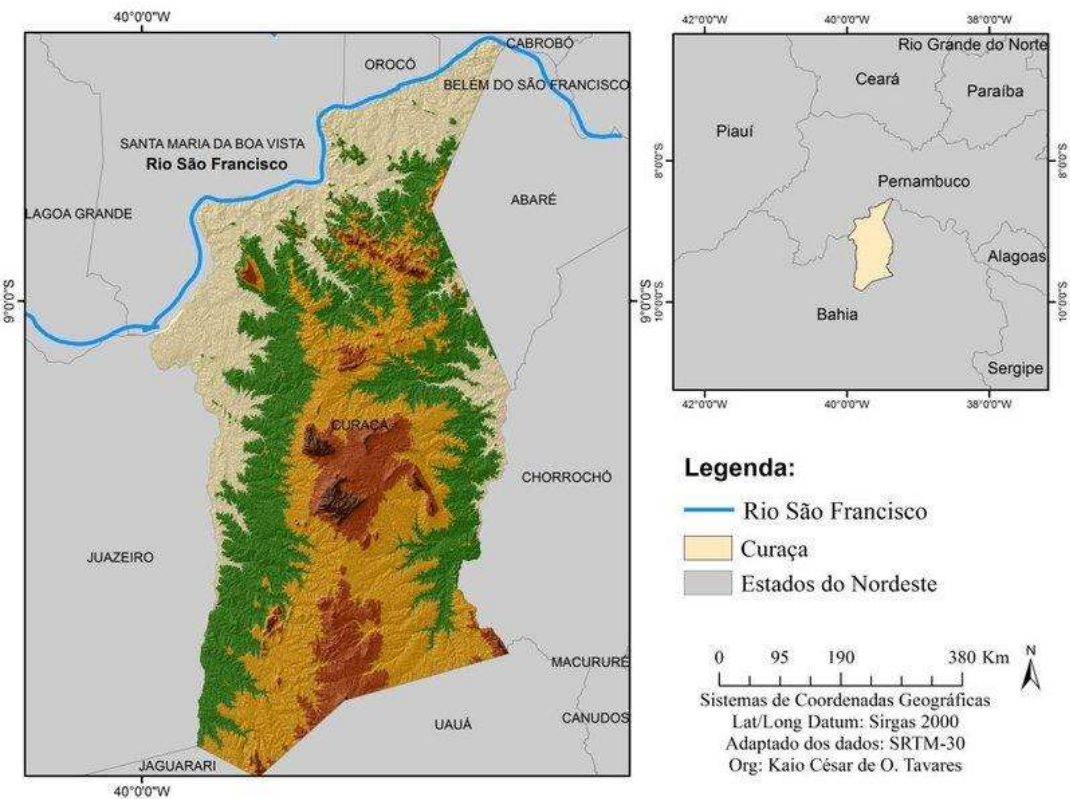 40°0'0"W
CABROBÓ
OROCÓ
BELÉM DO SÃO FRANCISCO
SANTA MARIA DA BOA VISTA
Rio São Francisco
LAGOA GRANDE
ABARÉ
9°0'0"S
9°0'0"S
CURAÇA
CHORROCHÓ
JUAZEIRO
MACURURÉ
UAUÁ
CANUDOS
JAGUARARI
40°0'0"W
42°0'0"W
40°0'0"W
38°0'0"W
Rio Grande do Norte
Ceará
Paraíba
Piauí
8°0'0"S
8°0'0"S
Pernambuco
Alagoas
10°0'0"S
10°0'0"S
Bahia
Sergipe
42°0'0"W
40°0'0"W
38°0'0"W
Legenda:
Rio São Francisco
Curaça
Estados do Nordeste
0 95 190 380 Km
N
Sistemas de Coordenadas Geográficas
Lat/Long Datum: Sirgas 2000
Adaptado dos dados: SRTM-30
Org: Kaio César de O. Tavares